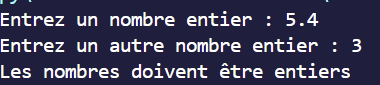 Entrez un nombre entier : 5.4
Entrez un autre nombre entier : 3
Les nombres doivent être entiers